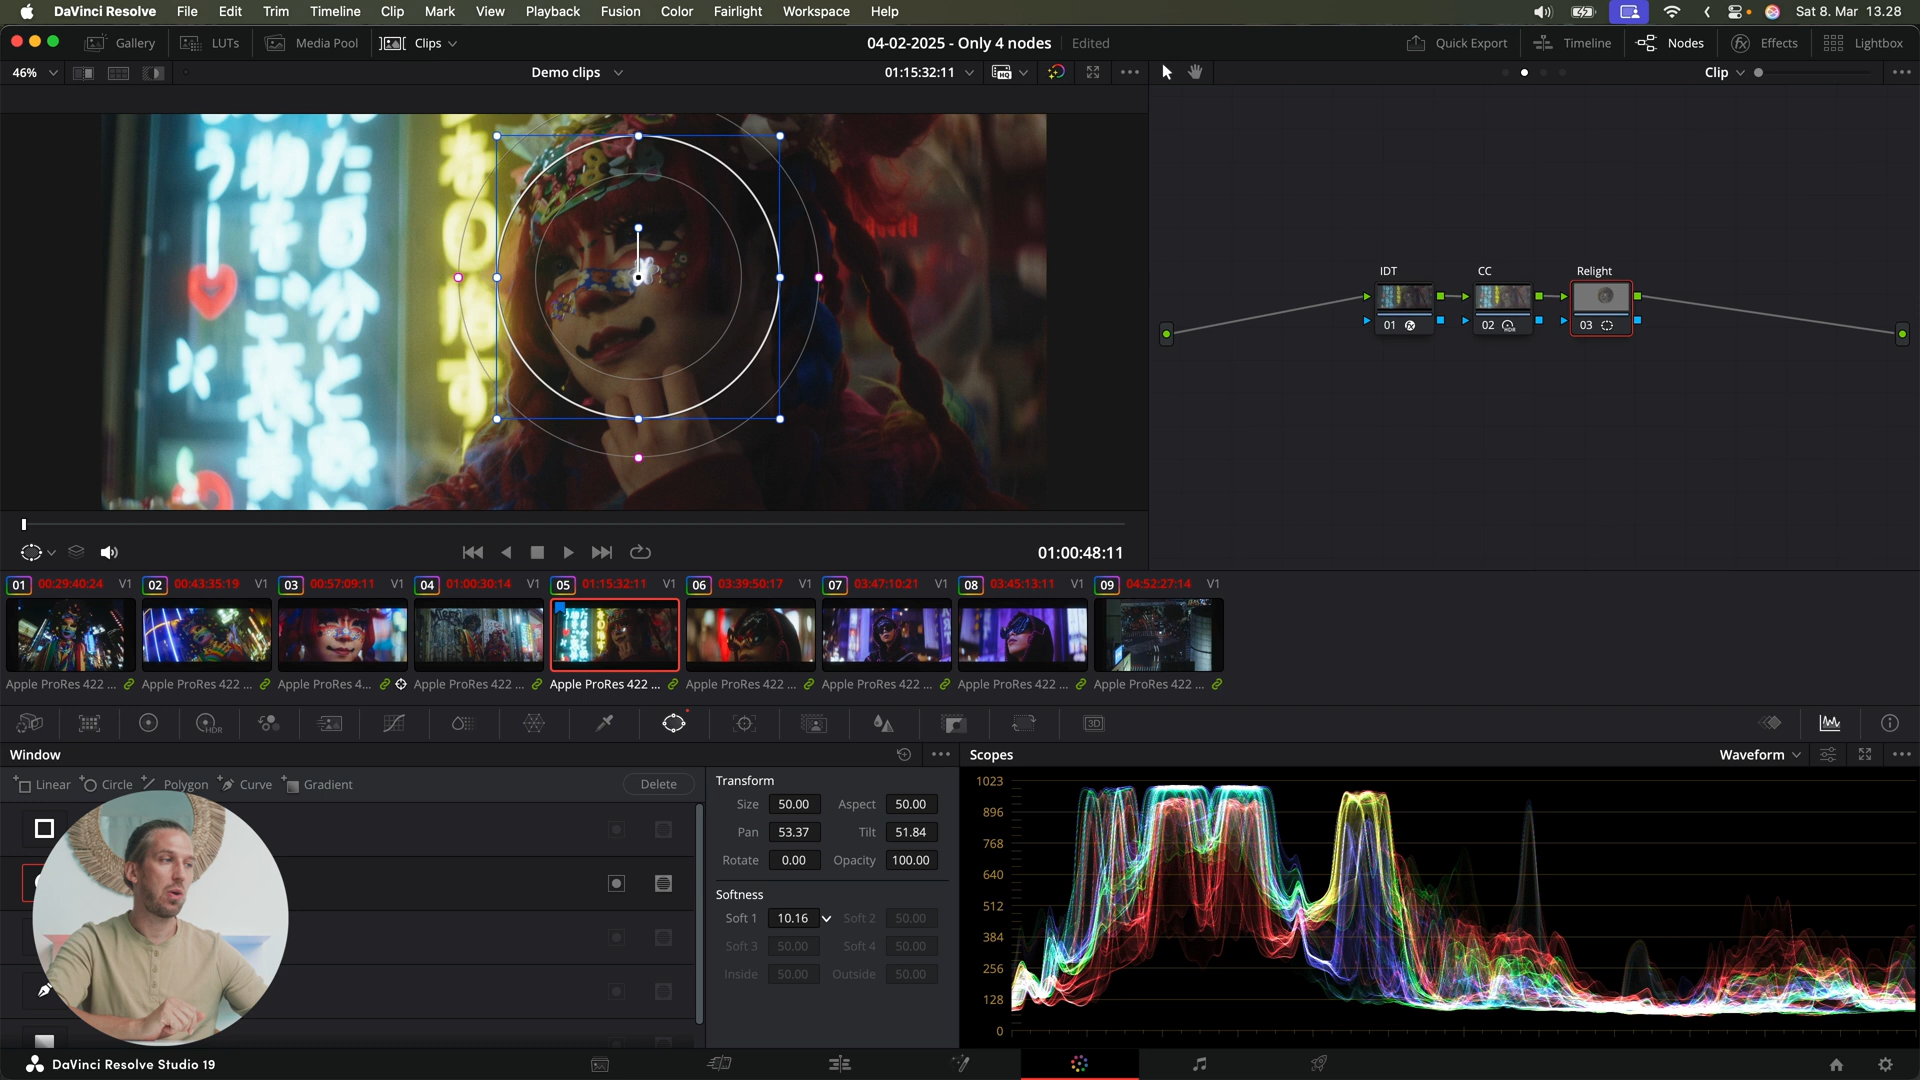 DaVinci Resolve File Edit Trim Timeline Clip Mark View Playback Fusion Color Fairlight Workspace Help Sat 8. Mar 13.28
Gallery LUTs Media Pool Clips 04-02-2025 - Only 4 nodes Edited Quick Export Timeline Nodes Effects Lightbox
46% Demo clips 01:15:32:11 HQ Clip
IDT CC Relight
01 02 HDR 03
01:00:48:11
01 00:29:40:24 V1 02 00:43:35:19 V1 03 00:57:09:11 V1 04 01:00:30:14 V1 05 01:15:32:11 V1 06 03:39:50:17 V1 07 03:47:10:21 V1 08 03:45:13:11 V1 09 04:52:27:14 V1
Apple ProRes 422 ... Apple ProRes 422 ... Apple ProRes 4... Apple ProRes 422 ... Apple ProRes 422 ... Apple ProRes 422 ... Apple ProRes 422 ... Apple ProRes 422 ... Apple ProRes 422 ...
HDR 3D
Window Scopes Waveform
Linear Circle Polygon Curve Gradient Delete
Transform
Size 50.00 Aspect 50.00
Pan 53.37 Tilt 51.84
Rotate 0.00 Opacity 100.00
Softness
Soft 1 10.16 Soft 2 50.00
Soft 3 50.00 Soft 4 50.00
Inside 50.00 Outside 50.00
1023
896
768
640
512
384
256
128
0
DaVinci Resolve Studio 19